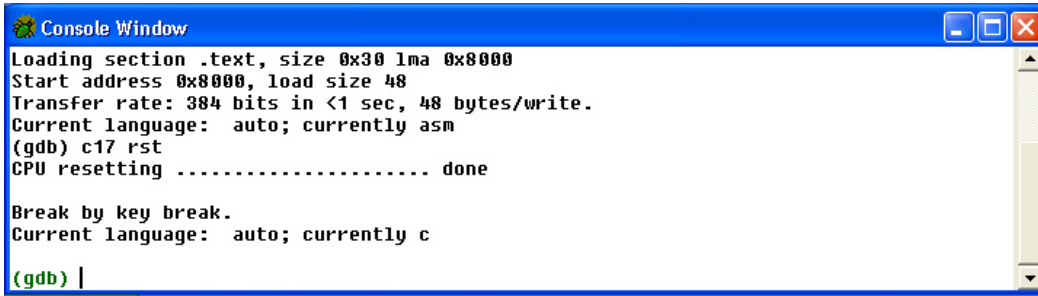 Console Window
Loading section .text, size 0x30 lma 0x8000
Start address 0x8000, load size 48
Transfer rate: 384 bits in <1 sec, 48 bytes/write.
Current language:  auto; currently asm
(gdb) c17 rst
CPU resetting ...................... done
Break by key break.
Current language:  auto; currently c
(gdb)